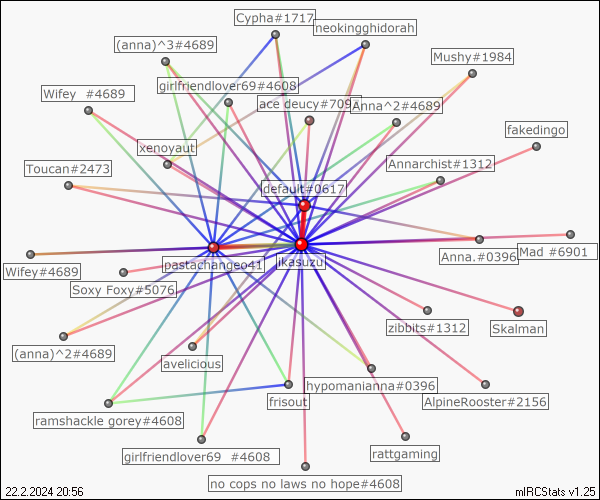 Cypha#1717
neokingghidorah
(anna)^3#4689
Mushy#1984
girlfriendlover69#4608
Wifey #4689
ace deucy#709
Anna^2#4689
fakedingo
xenoyaut
Annarchist#1312
Toucan#2473
default#0617
Mad #6901
Anna.#0396
pastachangeo41
jkasuzu
Wifey#4689
Soxy Foxy#5076
zibbits#1312
Skalman
(anna)^2#4689
avelicious
hypomanianna#0396
frisout
AlpineRooster#2156
ramshackle gorey#4608
rattgaming
girlfriendlover69 #4608
no cops no laws no hope#4608
22.2.2024 20:56
mIRCStats v1.25